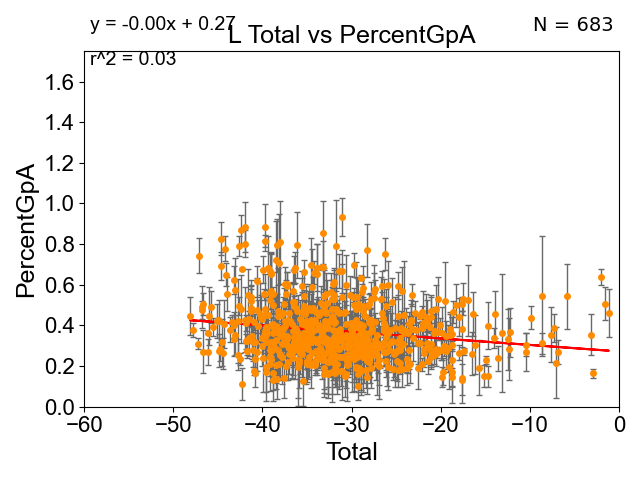 y = -0.00x + 0.27
N = 683
L Total vs PercentGpA
r^2 = 0.03
1.6
1.4
1.2
1.0
0.8
0.6
0.4
0.2
0.0
PercentGpA
−60 −50 −40 −30 −20 −10 0
Total